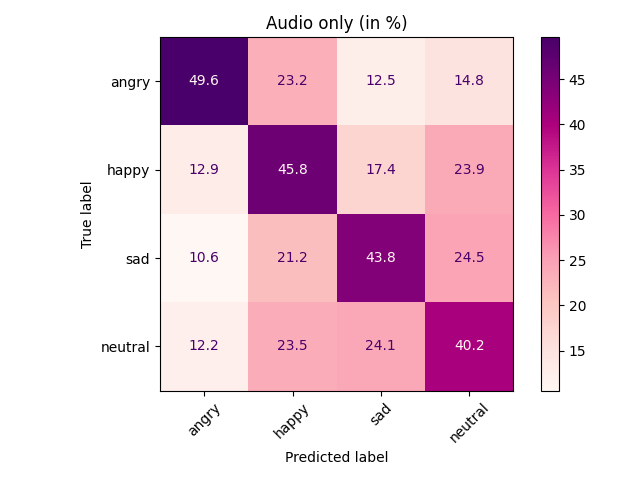 Audio only (in %)
angry 49.6 23.2 12.5 14.8
happy 12.9 45.8 17.4 23.9
sad 10.6 21.2 43.8 24.5
neutral 12.2 23.5 24.1 40.2
True label
angry happy sad neutral
Predicted label
45
40
35
30
25
20
15